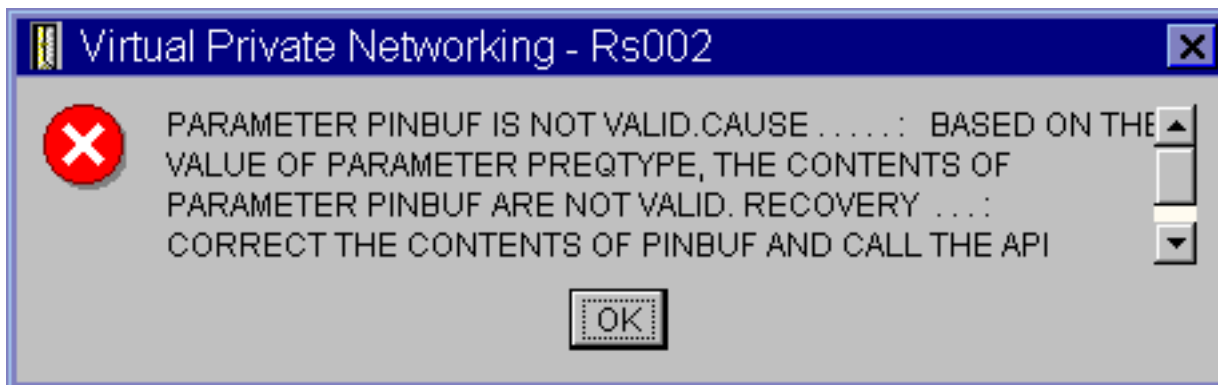 Virtual Private Networking - Rs002
PARAMETER PINBUF IS NOT VALID.CAUSE . . . . . :   BASED ON THE
VALUE OF PARAMETER PREQTYPE, THE CONTENTS OF
PARAMETER PINBUF ARE NOT VALID. RECOVERY  . . . :
CORRECT THE CONTENTS OF PINBUF AND CALL THE API
OK